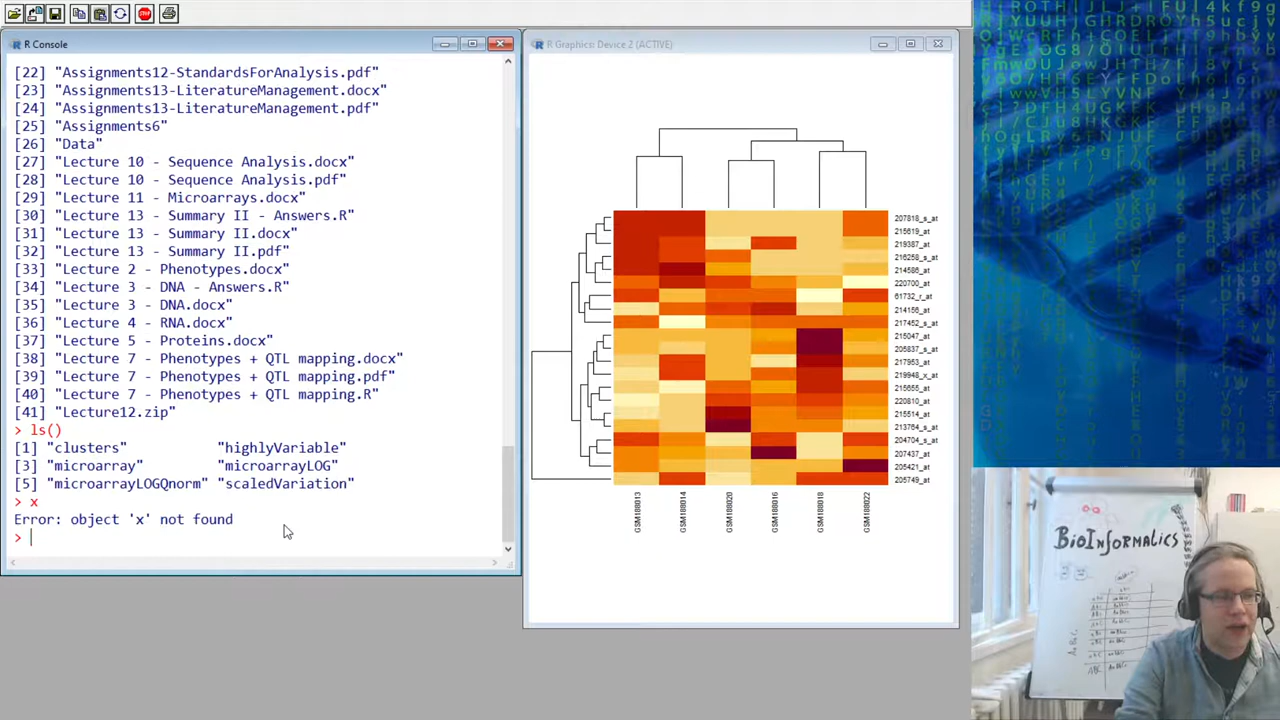 R Console
[22] "Assignments12-StandardsForAnalysis.pdf"
[23] "Assignments13-LiteratureManagement.docx"
[24] "Assignments13-LiteratureManagement.pdf"
[25] "Assignments6"
[26] "Data"
[27] "Lecture 10 - Sequence Analysis.docx"
[28] "Lecture 10 - Sequence Analysis.pdf"
[29] "Lecture 11 - Microarrays.docx"
[30] "Lecture 13 - Summary II - Answers.R"
[31] "Lecture 13 - Summary II.docx"
[32] "Lecture 13 - Summary II.pdf"
[33] "Lecture 2 - Phenotypes.docx"
[34] "Lecture 3 - DNA - Answers.R"
[35] "Lecture 3 - DNA.docx"
[36] "Lecture 4 - RNA.docx"
[37] "Lecture 5 - Proteins.docx"
[38] "Lecture 7 - Phenotypes + QTL mapping.docx"
[39] "Lecture 7 - Phenotypes + QTL mapping.pdf"
[40] "Lecture 7 - Phenotypes + QTL mapping.R"
[41] "Lecture12.zip"
> ls()
[1] "clusters" "highlyVariable"
[3] "microarray" "microarrayLOG"
[5] "microarrayLOGQnorm" "scaledVariation"
> x
Error: object 'x' not found
>
R Graphics: Device 2 (ACTIVE)
207818_s_at
215619_at
219387_at
216258_s_at
214586_at
220700_at
61732_r_at
214156_at
217452_s_at
215047_at
205837_s_at
217953_at
219948_x_at
215655_at
220810_at
215514_at
213764_s_at
204704_s_at
207437_at
205421_at
205749_at
GSM188013
GSM188014
GSM188020
GSM188016
GSM188018
GSM188022
STOP
BioInformatics